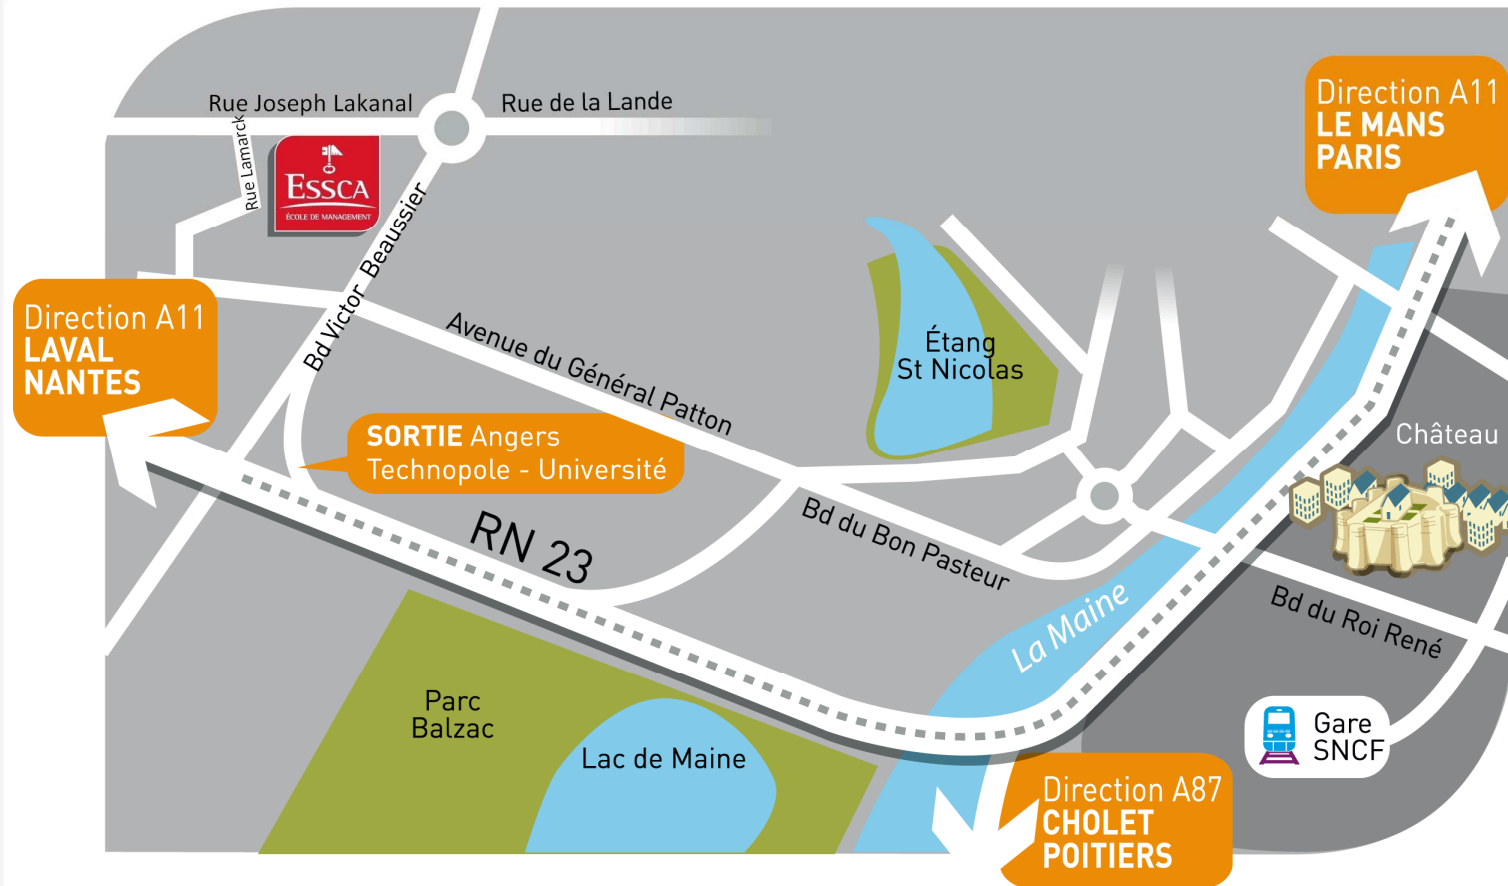 Rue Joseph Lakanal
Rue de la Lande
Rue Lamarck
ESSCA
ÉCOLE DE MANAGEMENT
Bd Victor Beaussier
Direction A11
LE MANS
PARIS
Direction A11
LAVAL
NANTES
Avenue du Général Patton
Étang
St Nicolas
SORTIE Angers
Technopole - Université
Château
RN 23
Bd du Bon Pasteur
La Maine
Bd du Roi René
Parc
Balzac
Lac de Maine
Gare
SNCF
Direction A87
CHOLET
POITIERS